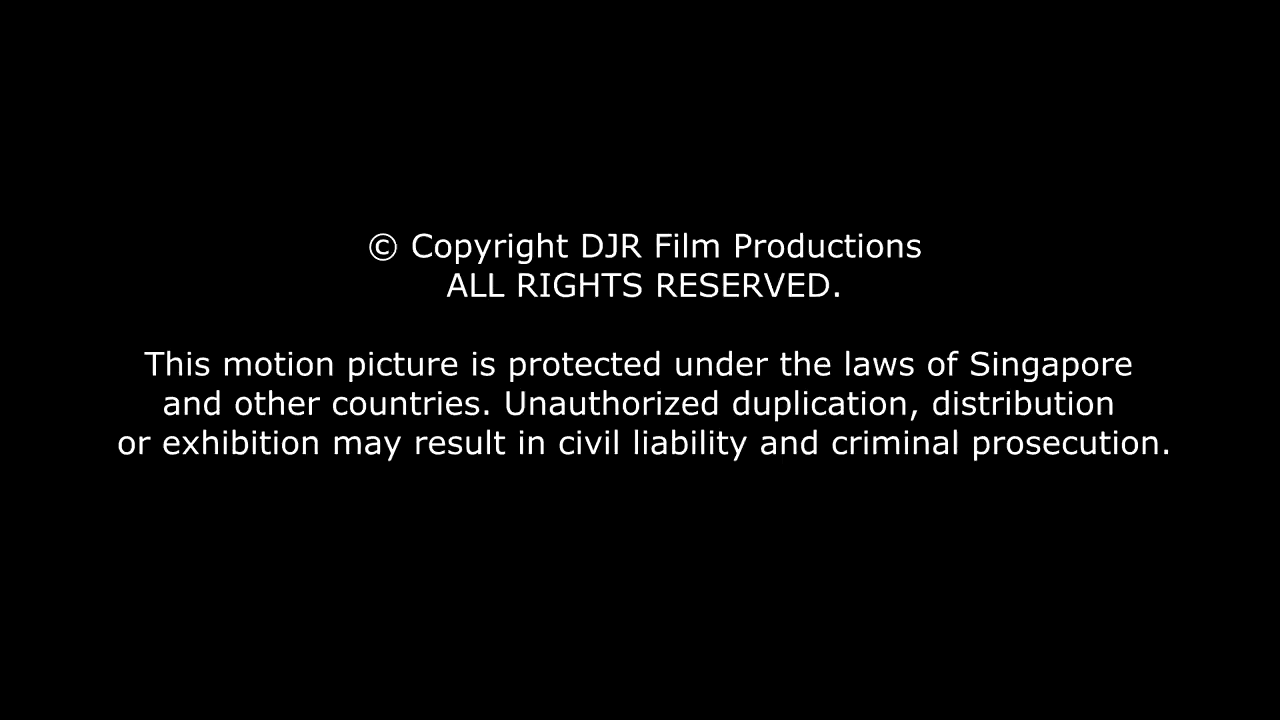 © Copyright DJR Film Productions
ALL RIGHTS RESERVED.
This motion picture is protected under the laws of Singapore
and other countries. Unauthorized duplication, distribution
or exhibition may result in civil liability and criminal prosecution.